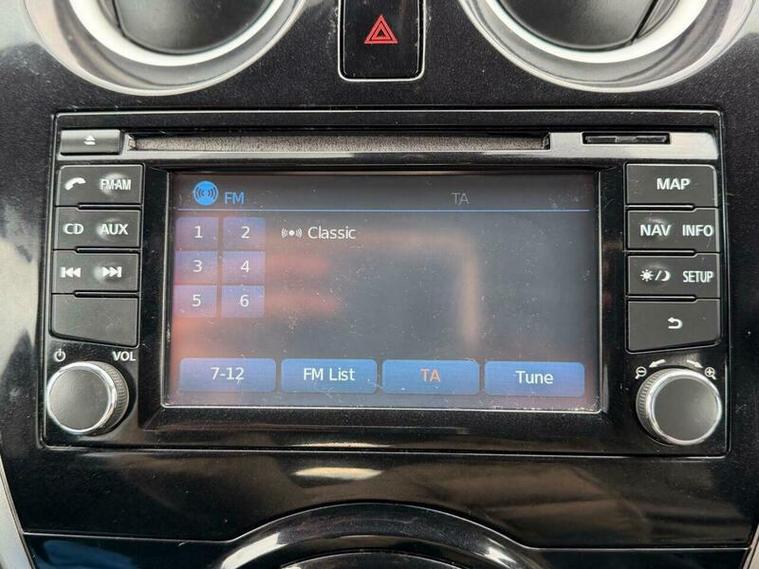 FM-AM
MAP
FM
TA
CD AUX
NAV INFO
1 2
Classic
3 4
SETUP
5 6
VOL
7-12
FM List
TA
Tune